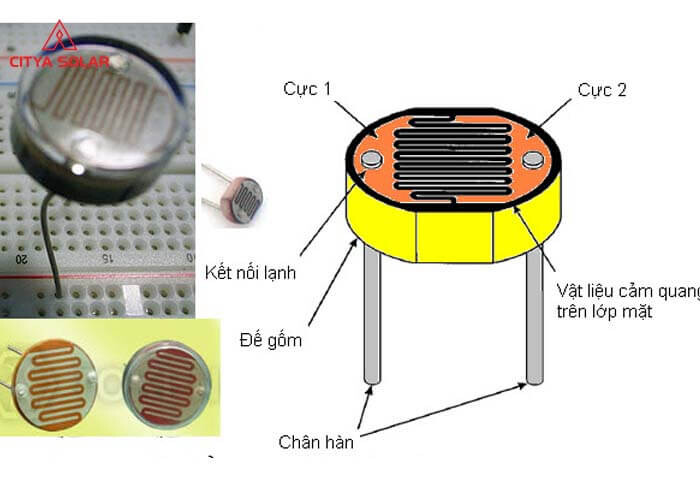 CITYA SOLAR
20
15
10
Cực 1
Cực 2
Kết nối lạnh
Vật liệu cảm quang
trên lớp mặt
Đế gốm
Chân hàn